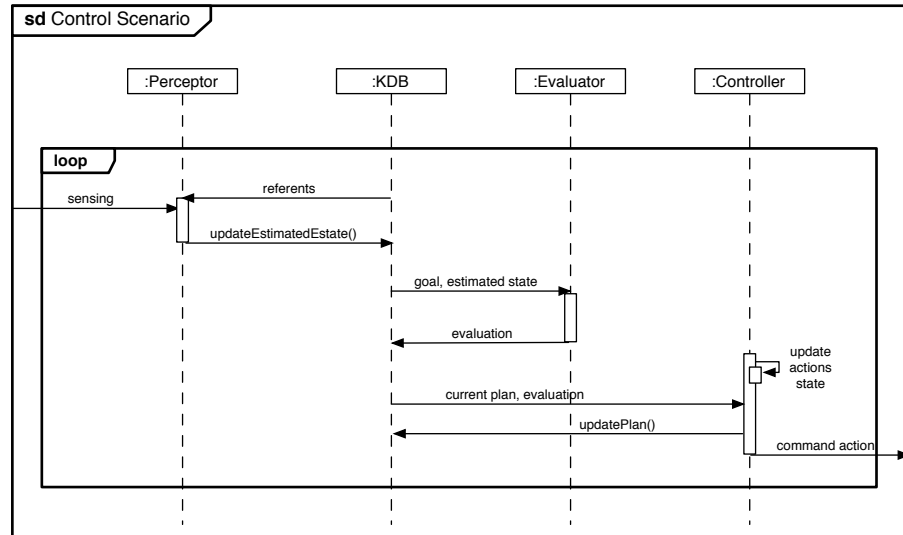 sd Control Scenario
:Perceptor
:KDB
:Evaluator
:Controller
loop
referents
sensing
updateEstimatedEstate()
goal, estimated state
evaluation
update
actions
state
current plan, evaluation
updatePlan()
command action